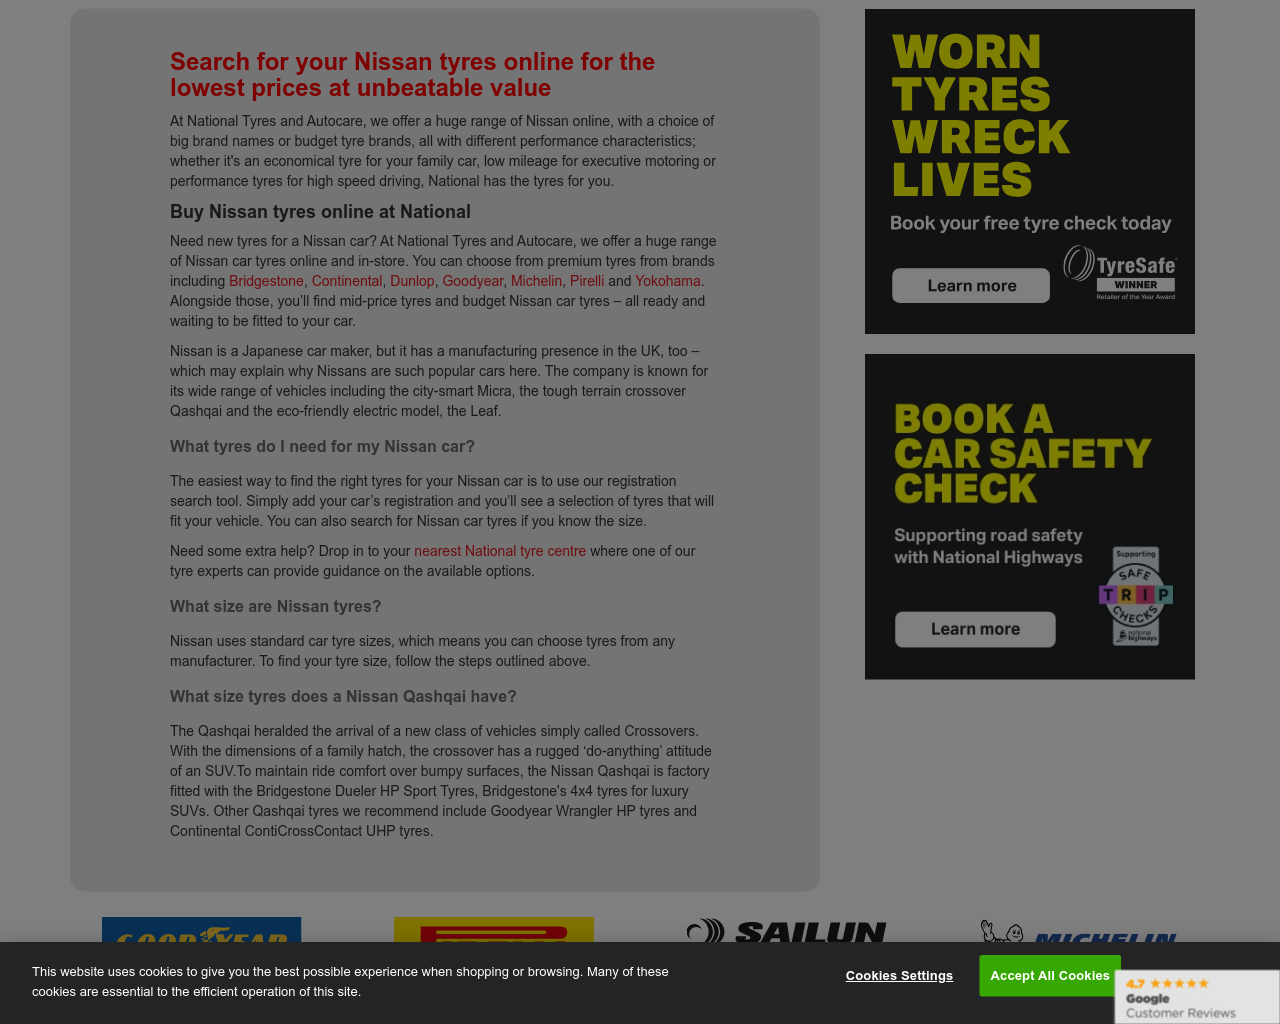 Search for your Nissan tyres online for the
lowest prices at unbeatable value
At National Tyres and Autocare, we offer a huge range of Nissan online, with a choice of
big brand names or budget tyre brands, all with different performance characteristics;
whether it's an economical tyre for your family car, low mileage for executive motoring or
performance tyres for high speed driving, National has the tyres for you.
Buy Nissan tyres online at National
Need new tyres for a Nissan car? At National Tyres and Autocare, we offer a huge range
of Nissan car tyres online and in-store. You can choose from premium tyres from brands
including Bridgestone, Continental, Dunlop, Goodyear, Michelin, Pirelli and Yokohama.
Alongside those, you’ll find mid-price tyres and budget Nissan car tyres – all ready and
waiting to be fitted to your car.
Nissan is a Japanese car maker, but it has a manufacturing presence in the UK, too –
which may explain why Nissans are such popular cars here. The company is known for
its wide range of vehicles including the city-smart Micra, the tough terrain crossover
Qashqai and the eco-friendly electric model, the Leaf.
What tyres do I need for my Nissan car?
The easiest way to find the right tyres for your Nissan car is to use our registration
search tool. Simply add your car’s registration and you’ll see a selection of tyres that will
fit your vehicle. You can also search for Nissan car tyres if you know the size.
Need some extra help? Drop in to your nearest National tyre centre where one of our
tyre experts can provide guidance on the available options.
What size are Nissan tyres?
Nissan uses standard car tyre sizes, which means you can choose tyres from any
manufacturer. To find your tyre size, follow the steps outlined above.
What size tyres does a Nissan Qashqai have?
The Qashqai heralded the arrival of a new class of vehicles simply called Crossovers.
With the dimensions of a family hatch, the crossover has a rugged ‘do-anything’ attitude
of an SUV.To maintain ride comfort over bumpy surfaces, the Nissan Qashqai is factory
fitted with the Bridgestone Dueler HP Sport Tyres, Bridgestone's 4x4 tyres for luxury
SUVs. Other Qashqai tyres we recommend include Goodyear Wrangler HP tyres and
Continental ContiCrossContact UHP tyres.
WORN
TYRES
WRECK
LIVES
Book your free tyre check today
Learn more
TyreSafe
WINNER
Retailer of the Year Award
BOOK A
CAR SAFETY
CHECK
Supporting road safety
with National Highways
Learn more
Supporting
SAFE
TRIP
CHECKS
national
highways
GOODYEAR
SAILUN
MICHELIN
This website uses cookies to give you the best possible experience when shopping or browsing. Many of these
cookies are essential to the efficient operation of this site.
Cookies Settings
Accept All Cookies
4.7 ★★★★★
Google
Customer Reviews